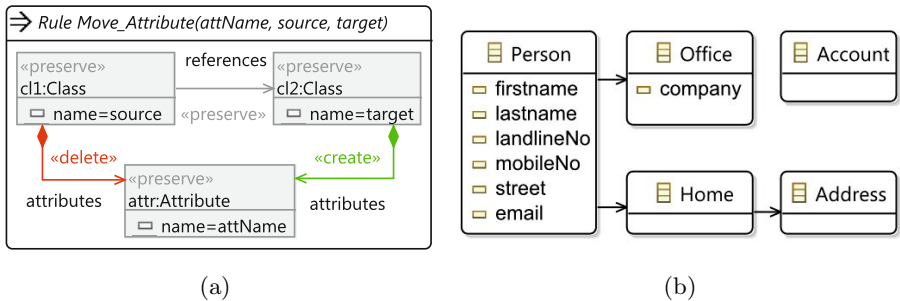 Rule Move_Attribute(attName, source, target)
«preserve»
cl1:Class
name=source
references
«preserve»
«preserve»
cl2:Class
name=target
«delete»
attributes
«create»
attributes
«preserve»
attr:Attribute
name=attName
(a)
Person
firstname
lastname
landlineNo
mobileNo
street
email
Office
company
Account
Home
Address
(b)